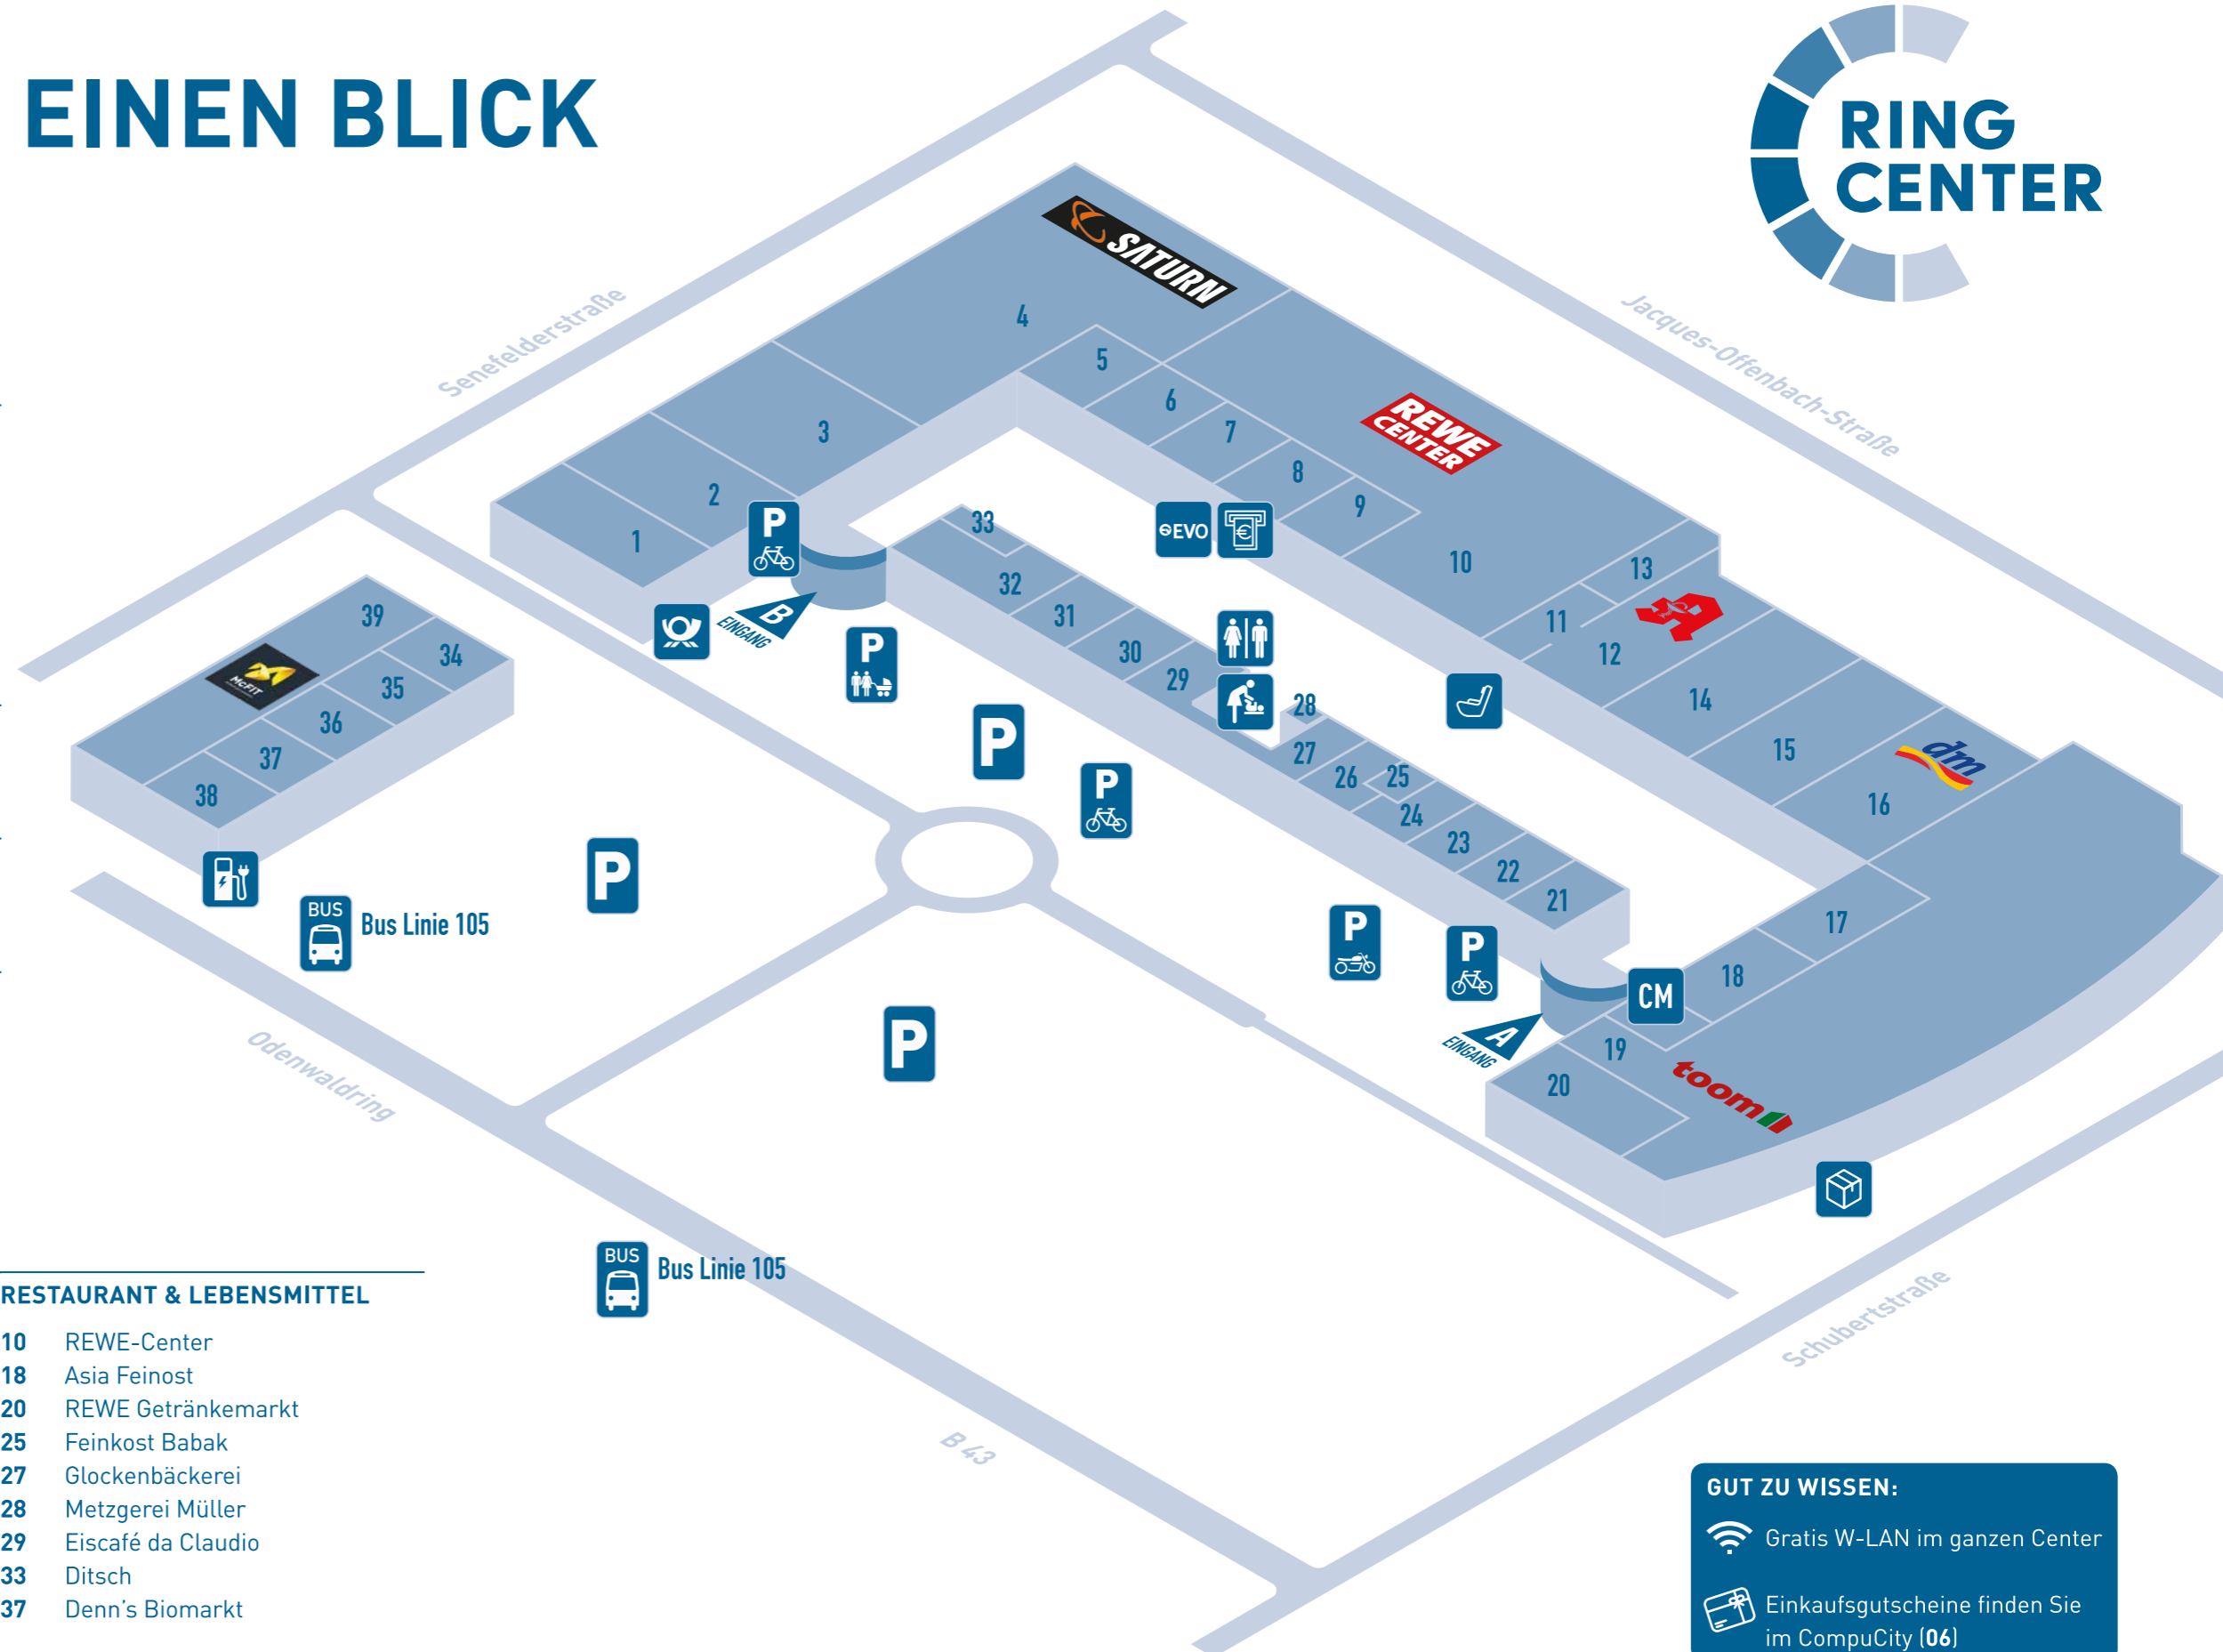 EINEN BLICK
RING
CENTER
SATURN
Senefelderstraße
Jacques-Offenbach-Straße
4
5
6
7
3
REWE
CENTER
8
9
2
1
P
33
EVO
€
10
13
32
11
12
31
30
29
B
EINGANG
P
39
34
McFIT
35
36
37
38
14
28
P
27
26
25
15
dm
16
24
P
23
22
21
P
BUS
Bus Linie 105
17
P
P
18
CM
A
EINGANG
19
20
toom
P
Odenwaldring
BUS
Bus Linie 105
Schubertstraße
B 43
RESTAURANT & LEBENSMITTEL
10 REWE-Center
18 Asia Feinost
20 REWE Getränkemarkt
25 Feinkost Babak
27 Glockenbäckerei
28 Metzgerei Müller
29 Eiscafé da Claudio
33 Ditsch
37 Denn's Biomarkt
GUT ZU WISSEN:
Gratis W-LAN im ganzen Center
Einkaufsgutscheine finden Sie
im CompuCity (06)